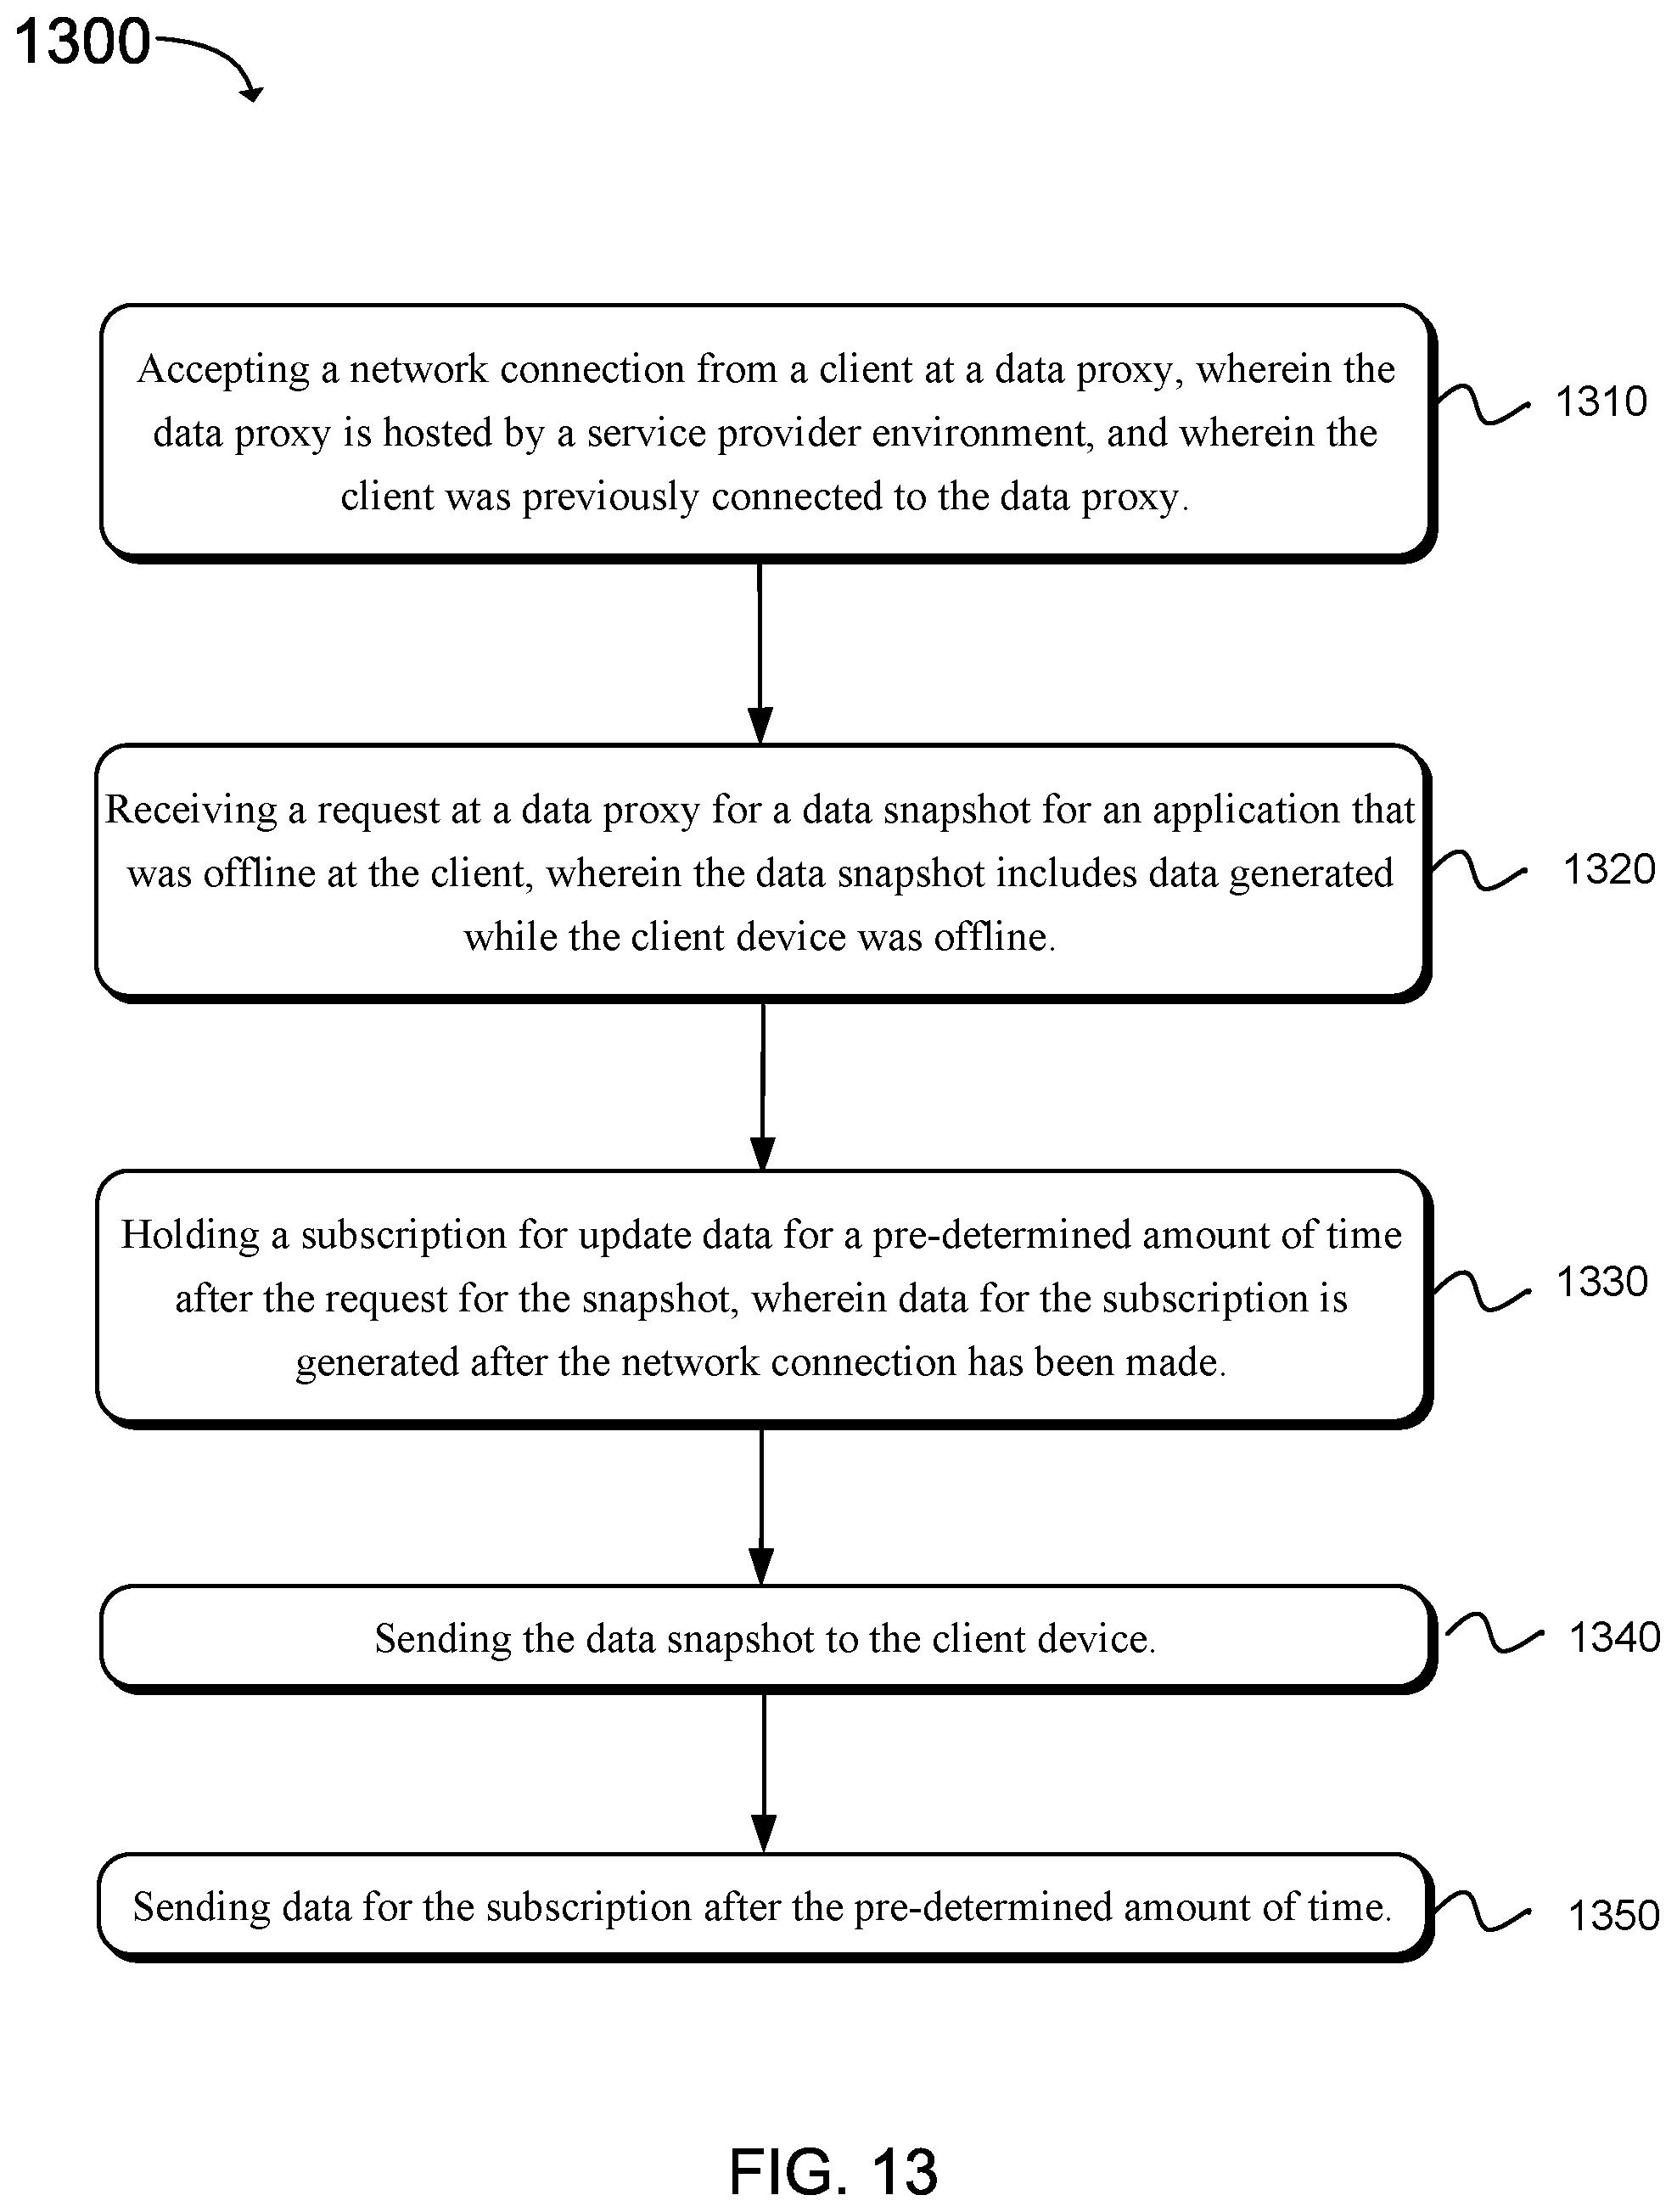 1300
Accepting a network connection from a client at a data proxy, wherein the
data proxy is hosted by a service provider environment, and wherein the
client was previously connected to the data proxy.
1310
Receiving a request at a data proxy for a data snapshot for an application that
was offline at the client, wherein the data snapshot includes data generated
while the client device was offline.
1320
Holding a subscription for update data for a pre-determined amount of time
after the request for the snapshot, wherein data for the subscription is
generated after the network connection has been made.
1330
Sending the data snapshot to the client device.
1340
Sending data for the subscription after the pre-determined amount of time.
1350
FIG. 13